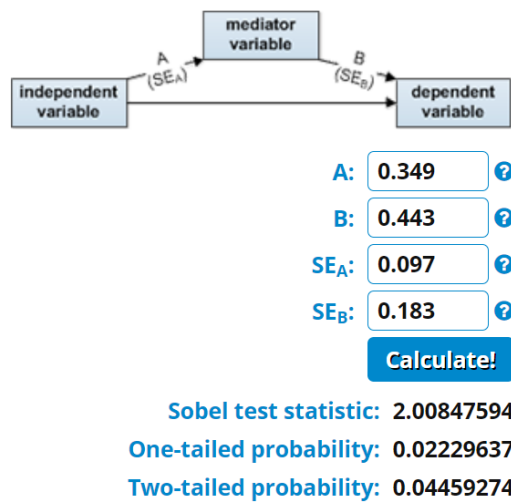 mediator
variable
A
(SEA)
B
(SEB)
independent
variable
dependent
variable
A: 0.349 ?
B: 0.443 ?
SEA: 0.097 ?
SEB: 0.183 ?
Calculate!
Sobel test statistic: 2.00847594
One-tailed probability: 0.02229637
Two-tailed probability: 0.04459274